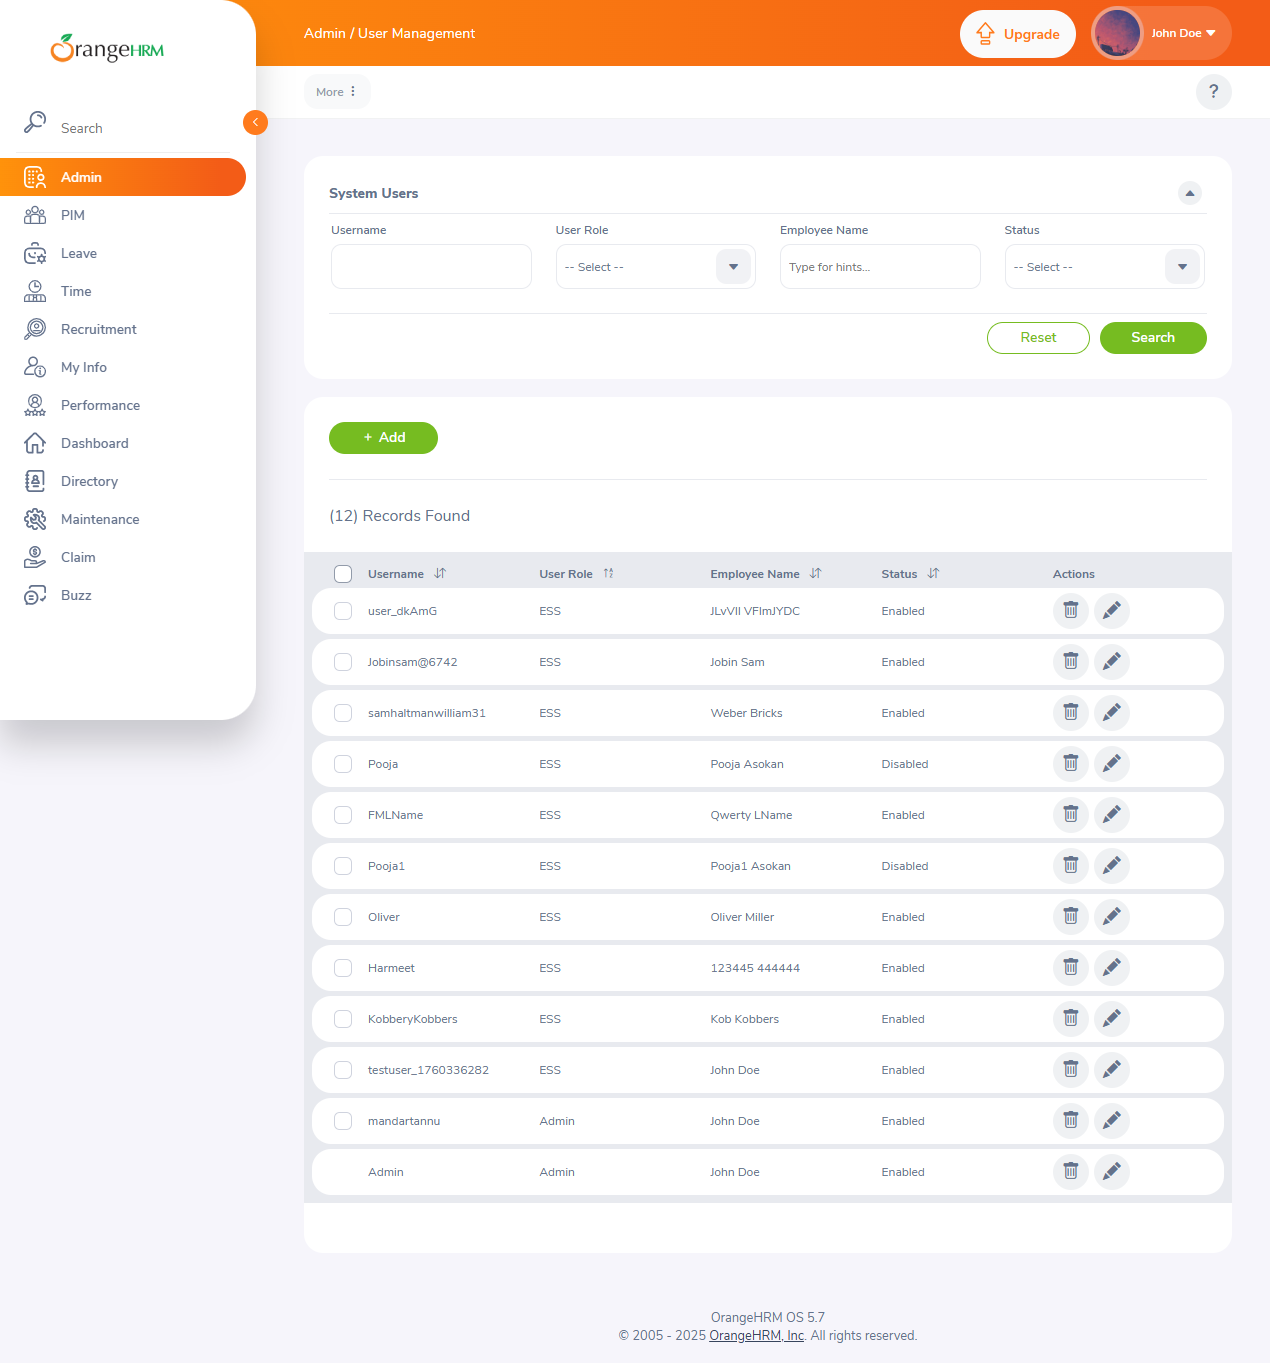 OrangeHRM
Admin / User Management
Upgrade
John Doe
More
?
Search
Admin
PIM
Leave
Time
Recruitment
My Info
Performance
Dashboard
Directory
Maintenance
Claim
Buzz
System Users
Username User Role Employee Name Status
-- Select -- Type for hints... -- Select --
Reset Search
+ Add
(12) Records Found
Username User Role Employee Name Status Actions
user_dkAmG ESS JLvVlI VFImJYDC Enabled
Jobinsam@6742 ESS Jobin Sam Enabled
samhaltmanwilliam31 ESS Weber Bricks Enabled
Pooja ESS Pooja Asokan Disabled
FMLName ESS Qwerty LName Enabled
Pooja1 ESS Pooja1 Asokan Disabled
Oliver ESS Oliver Miller Enabled
Harmeet ESS 123445 444444 Enabled
KobberyKobbers ESS Kob Kobbers Enabled
testuser_1760336282 ESS John Doe Enabled
mandartannu Admin John Doe Enabled
Admin Admin John Doe Enabled
OrangeHRM OS 5.7
© 2005 - 2025 OrangeHRM, Inc. All rights reserved.